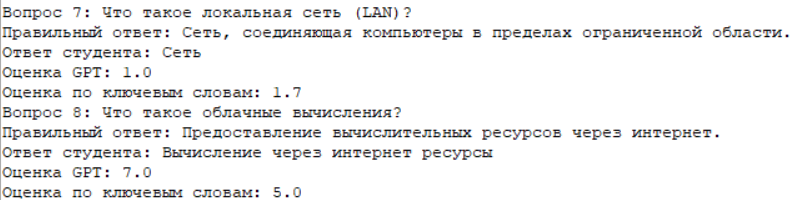 Вопрос 7: Что такое локальная сеть (LAN)?
Правильный ответ: Сеть, соединяющая компьютеры в пределах ограниченной области.
Ответ студента: Сеть
Оценка GPT: 1.0
Оценка по ключевым словам: 1.7
Вопрос 8: Что такое облачные вычисления?
Правильный ответ: Предоставление вычислительных ресурсов через интернет.
Ответ студента: Вычисление через интернет ресурсы
Оценка GPT: 7.0
Оценка по ключевым словам: 5.0